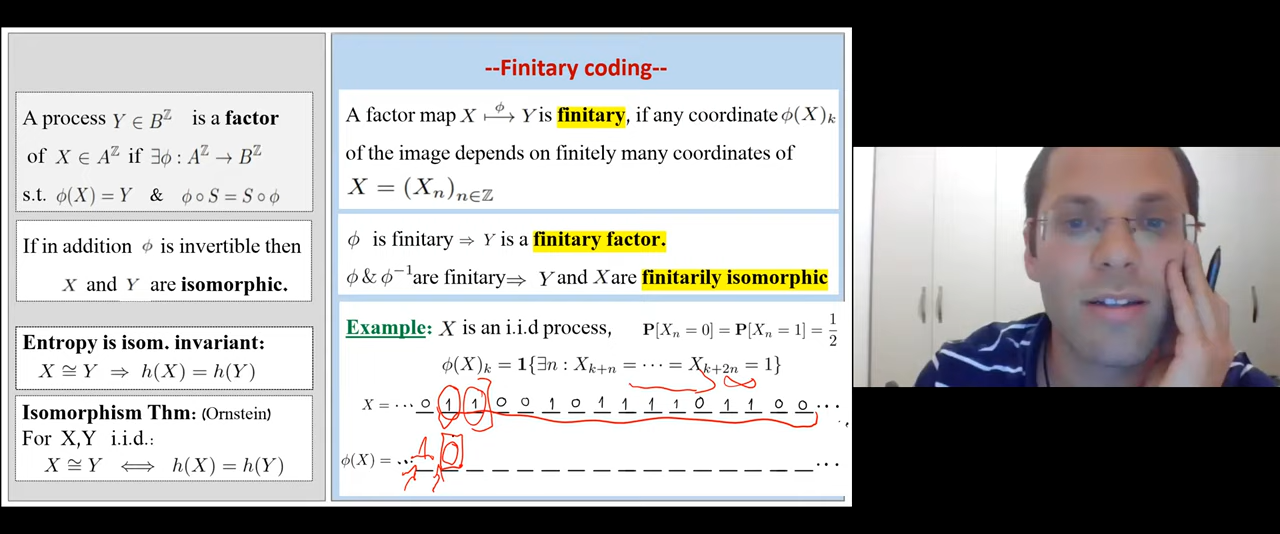 A process Y ∈ B^ℤ is a factor
of X ∈ A^ℤ if ∃ϕ : A^ℤ → B^ℤ
s.t. ϕ(X) = Y & ϕ ∘ S = S ∘ ϕ
If in addition ϕ is invertible then
X and Y are isomorphic.
Entropy is isom. invariant:
X ≅ Y ⇒ h(X) = h(Y)
Isomorphism Thm: (Ornstein)
For X,Y i.i.d.:
X ≅ Y ⟺ h(X) = h(Y)
--Finitary coding--
A factor map X ⟼^ϕ Y is finitary, if any coordinate ϕ(X)_k
of the image depends on finitely many coordinates of
X = (X_n)_{n∈ℤ}
ϕ is finitary ⇒ Y is a finitary factor.
ϕ & ϕ^{-1} are finitary ⇒ Y and X are finitarily isomorphic
Example: X is an i.i.d process, P[X_n = 0] = P[X_n = 1] = 1/2
ϕ(X)_k = 1{∃n : X_{k+n} = ⋯ = X_{k+2n} = 1}
X = ⋯ 0 1 1 0 0 1 0 1 1 1 1 0 1 1 0 0 ⋯
ϕ(X) = ⋯ 1 0 _ _ _ _ _ _ _ _ _ _ _ _ _ _ ⋯